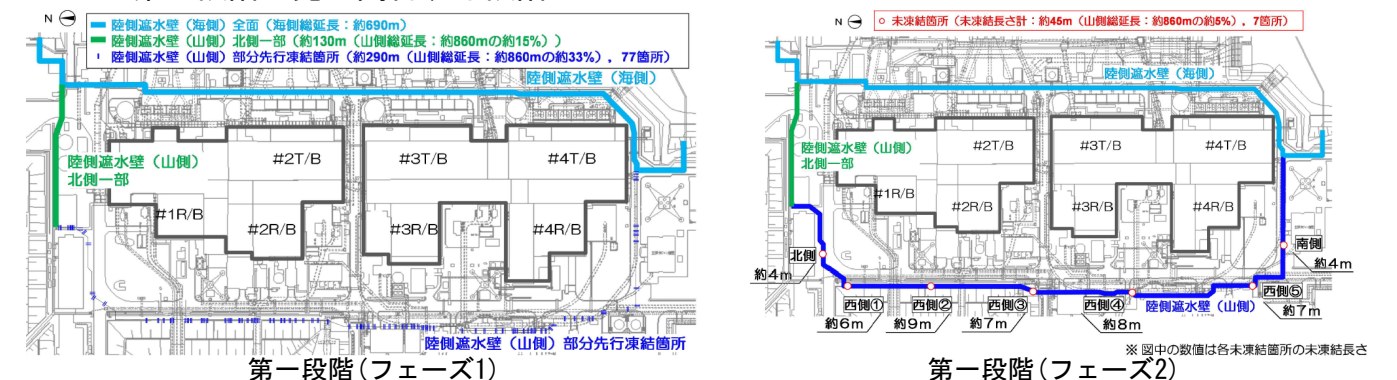 N
陸側遮水壁（海側）全面（海側総延長：約690m）
陸側遮水壁（山側）北側一部（約130m（山側総延長：約860mの約15%））
陸側遮水壁（山側）部分先行凍結箇所（約290m（山側総延長：約860mの約33%），77箇所）
陸側遮水壁（海側）
陸側遮水壁（山側）
北側一部
#2T/B
#3T/B
#4T/B
#1R/B
#2R/B
#3R/B
#4R/B
陸側遮水壁（山側）部分先行凍結箇所
第一段階(フェーズ1)
N
未凍結箇所（未凍結長さ計：約45m（山側総延長：約860mの約5%），7箇所）
陸側遮水壁（海側）
陸側遮水壁（山側）
北側一部
#2T/B
#3T/B
#4T/B
#1R/B
#2R/B
#3R/B
#4R/B
北側
約4m
南側
約4m
西側①
約6m
西側②
約9m
西側③
約7m
西側④
約8m
西側⑤
約7m
陸側遮水壁（山側）
※ 図中の数値は各未凍結箇所の未凍結長さ
第一段階(フェーズ2)